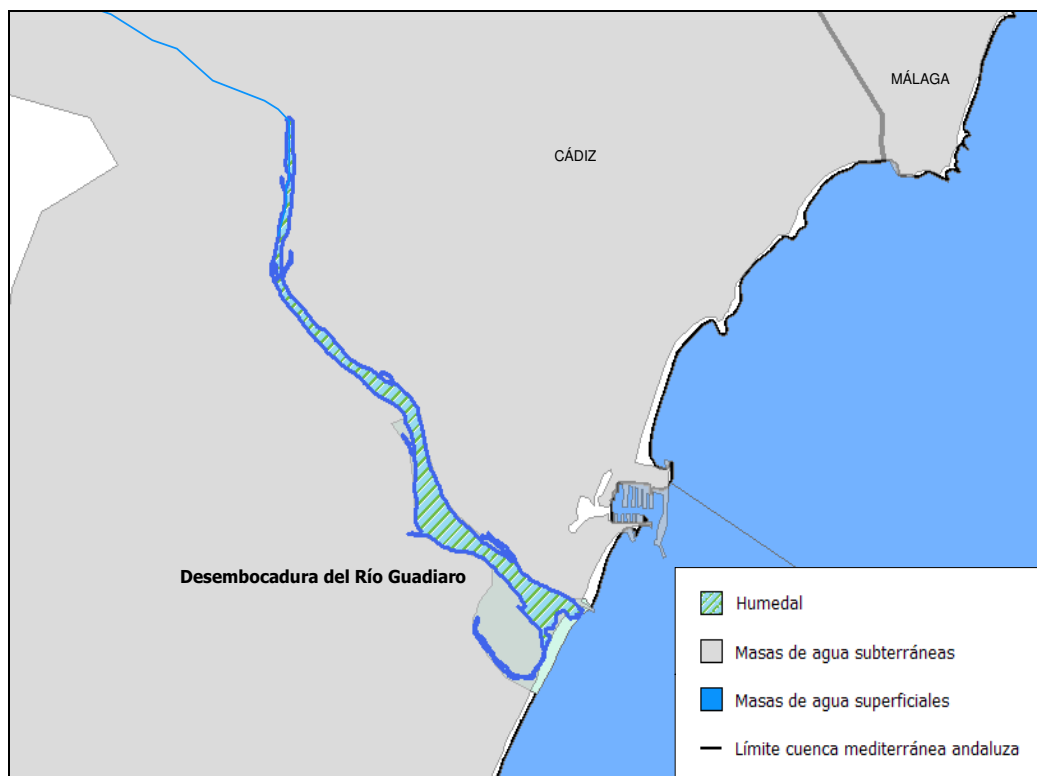 MÁLAGA
CÁDIZ
Desembocadura del Río Guadiaro
Humedal
Masas de agua subterráneas
Masas de agua superficiales
Límite cuenca mediterránea andaluza